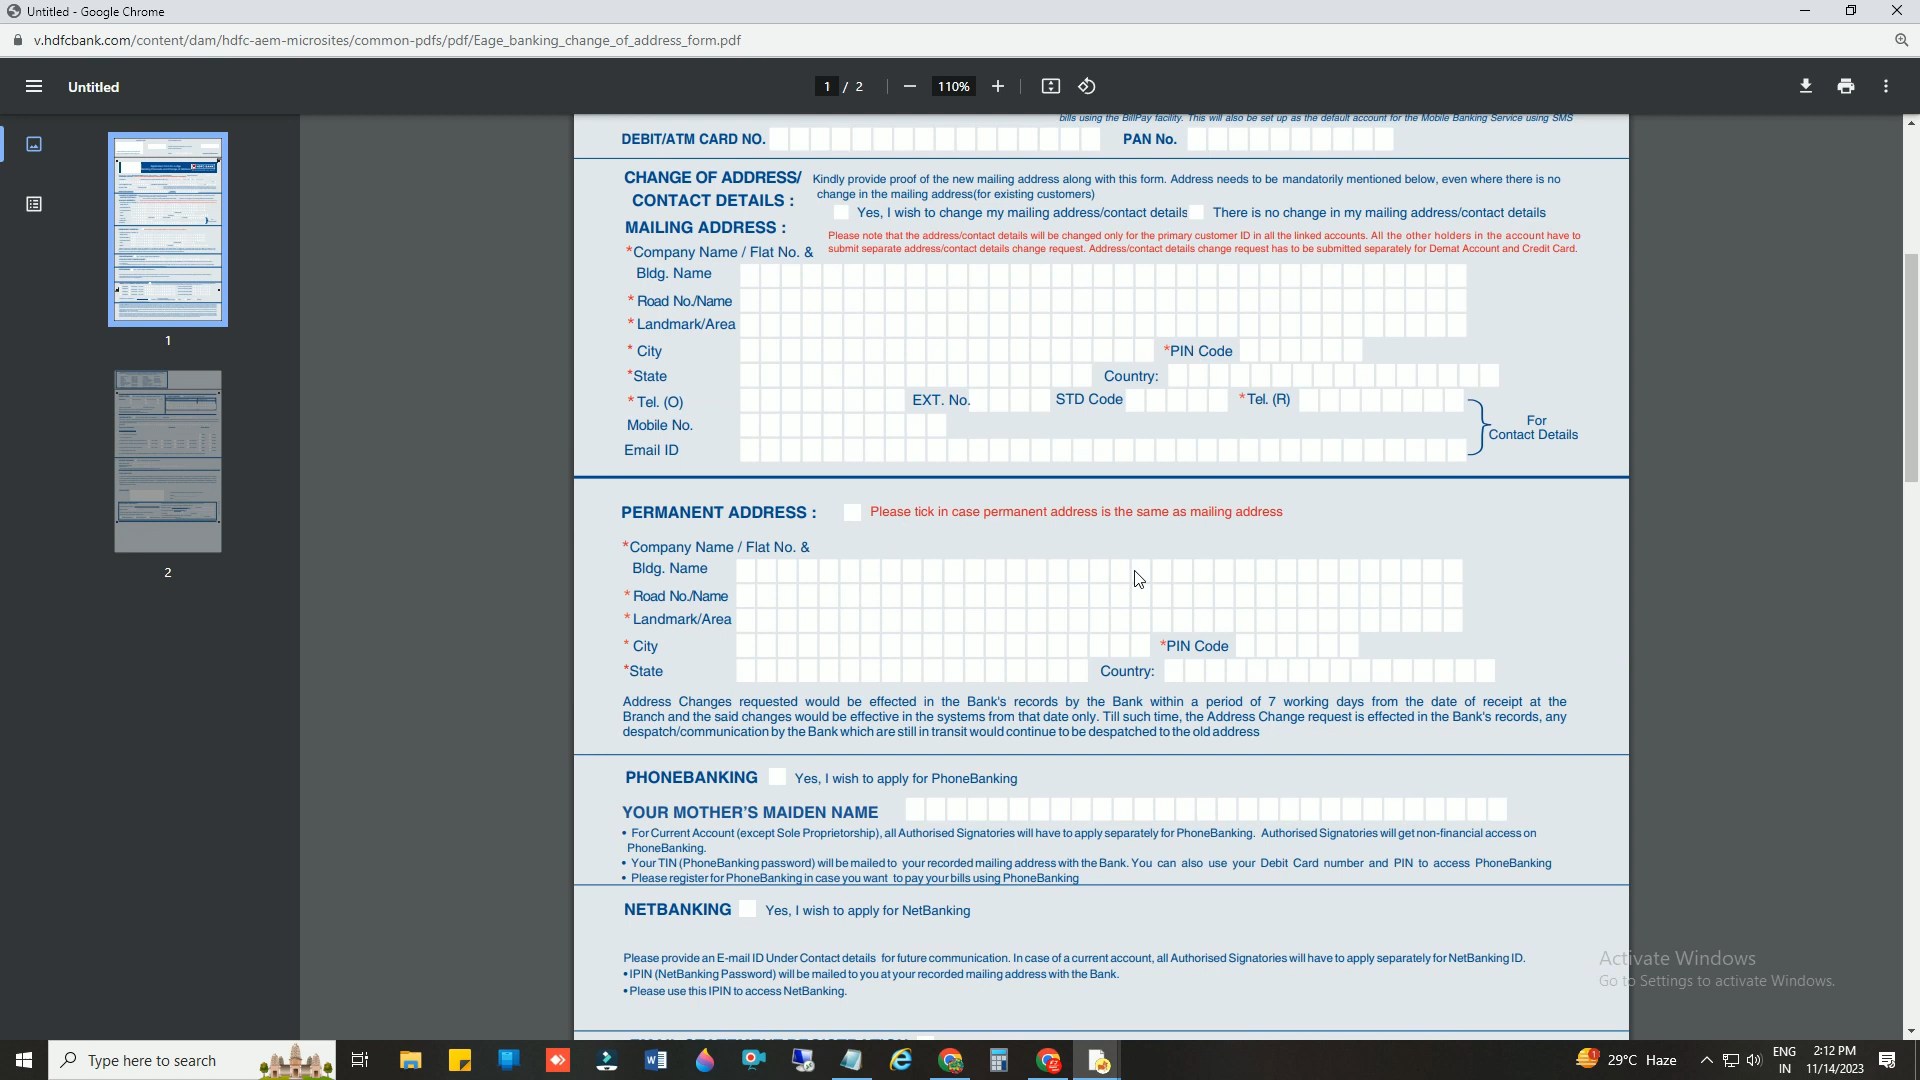 Untitled - Google Chrome
v.hdfcbank.com/content/dam/hdfc-aem-microsites/common-pdfs/pdf/Eage_banking_change_of_address_form.pdf
Untitled
1 / 2
110%
1
2
bills using the BillPay facility. This will also be set up as the default account for the Mobile Banking Service using SMS
DEBIT/ATM CARD NO. PAN No.
CHANGE OF ADDRESS/ Kindly provide proof of the new mailing address along with this form. Address needs to be mandatorily mentioned below, even where there is no
CONTACT DETAILS : change in the mailing address(for existing customers)
Yes, I wish to change my mailing address/contact details There is no change in my mailing address/contact details
MAILING ADDRESS :
Please note that the address/contact details will be changed only for the primary customer ID in all the linked accounts. All the other holders in the account have to
submit separate address/contact details change request. Address/contact details change request has to be submitted separately for Demat Account and Credit Card.
*Company Name / Flat No. &
Bldg. Name
* Road No./Name
* Landmark/Area
* City *PIN Code
*State Country:
* Tel. (O) EXT. No. STD Code *Tel. (R)
Mobile No. For
Contact Details
Email ID
PERMANENT ADDRESS : Please tick in case permanent address is the same as mailing address
*Company Name / Flat No. &
Bldg. Name
* Road No./Name
* Landmark/Area
* City *PIN Code
*State Country:
Address Changes requested would be effected in the Bank's records by the Bank within a period of 7 working days from the date of receipt at the
Branch and the said changes would be effective in the systems from that date only. Till such time, the Address Change request is effected in the Bank's records, any
despatch/communication by the Bank which are still in transit would continue to be despatched to the old address
PHONEBANKING Yes, I wish to apply for PhoneBanking
YOUR MOTHER'S MAIDEN NAME
• For Current Account (except Sole Proprietorship), all Authorised Signatories will have to apply separately for PhoneBanking. Authorised Signatories will get non-financial access on
PhoneBanking.
• Your TIN (PhoneBanking password) will be mailed to your recorded mailing address with the Bank. You can also use your Debit Card number and PIN to access PhoneBanking
• Please register for PhoneBanking in case you want to pay your bills using PhoneBanking
NETBANKING Yes, I wish to apply for NetBanking
Please provide an E-mail ID Under Contact details for future communication. In case of a current account, all Authorised Signatories will have to apply separately for NetBanking ID.
• IPIN (NetBanking Password) will be mailed to you at your recorded mailing address with the Bank.
• Please use this IPIN to access NetBanking.
Activate Windows
Go to Settings to activate Windows.
Type here to search
29°C Haze
ENG
IN
2:12 PM
11/14/2023